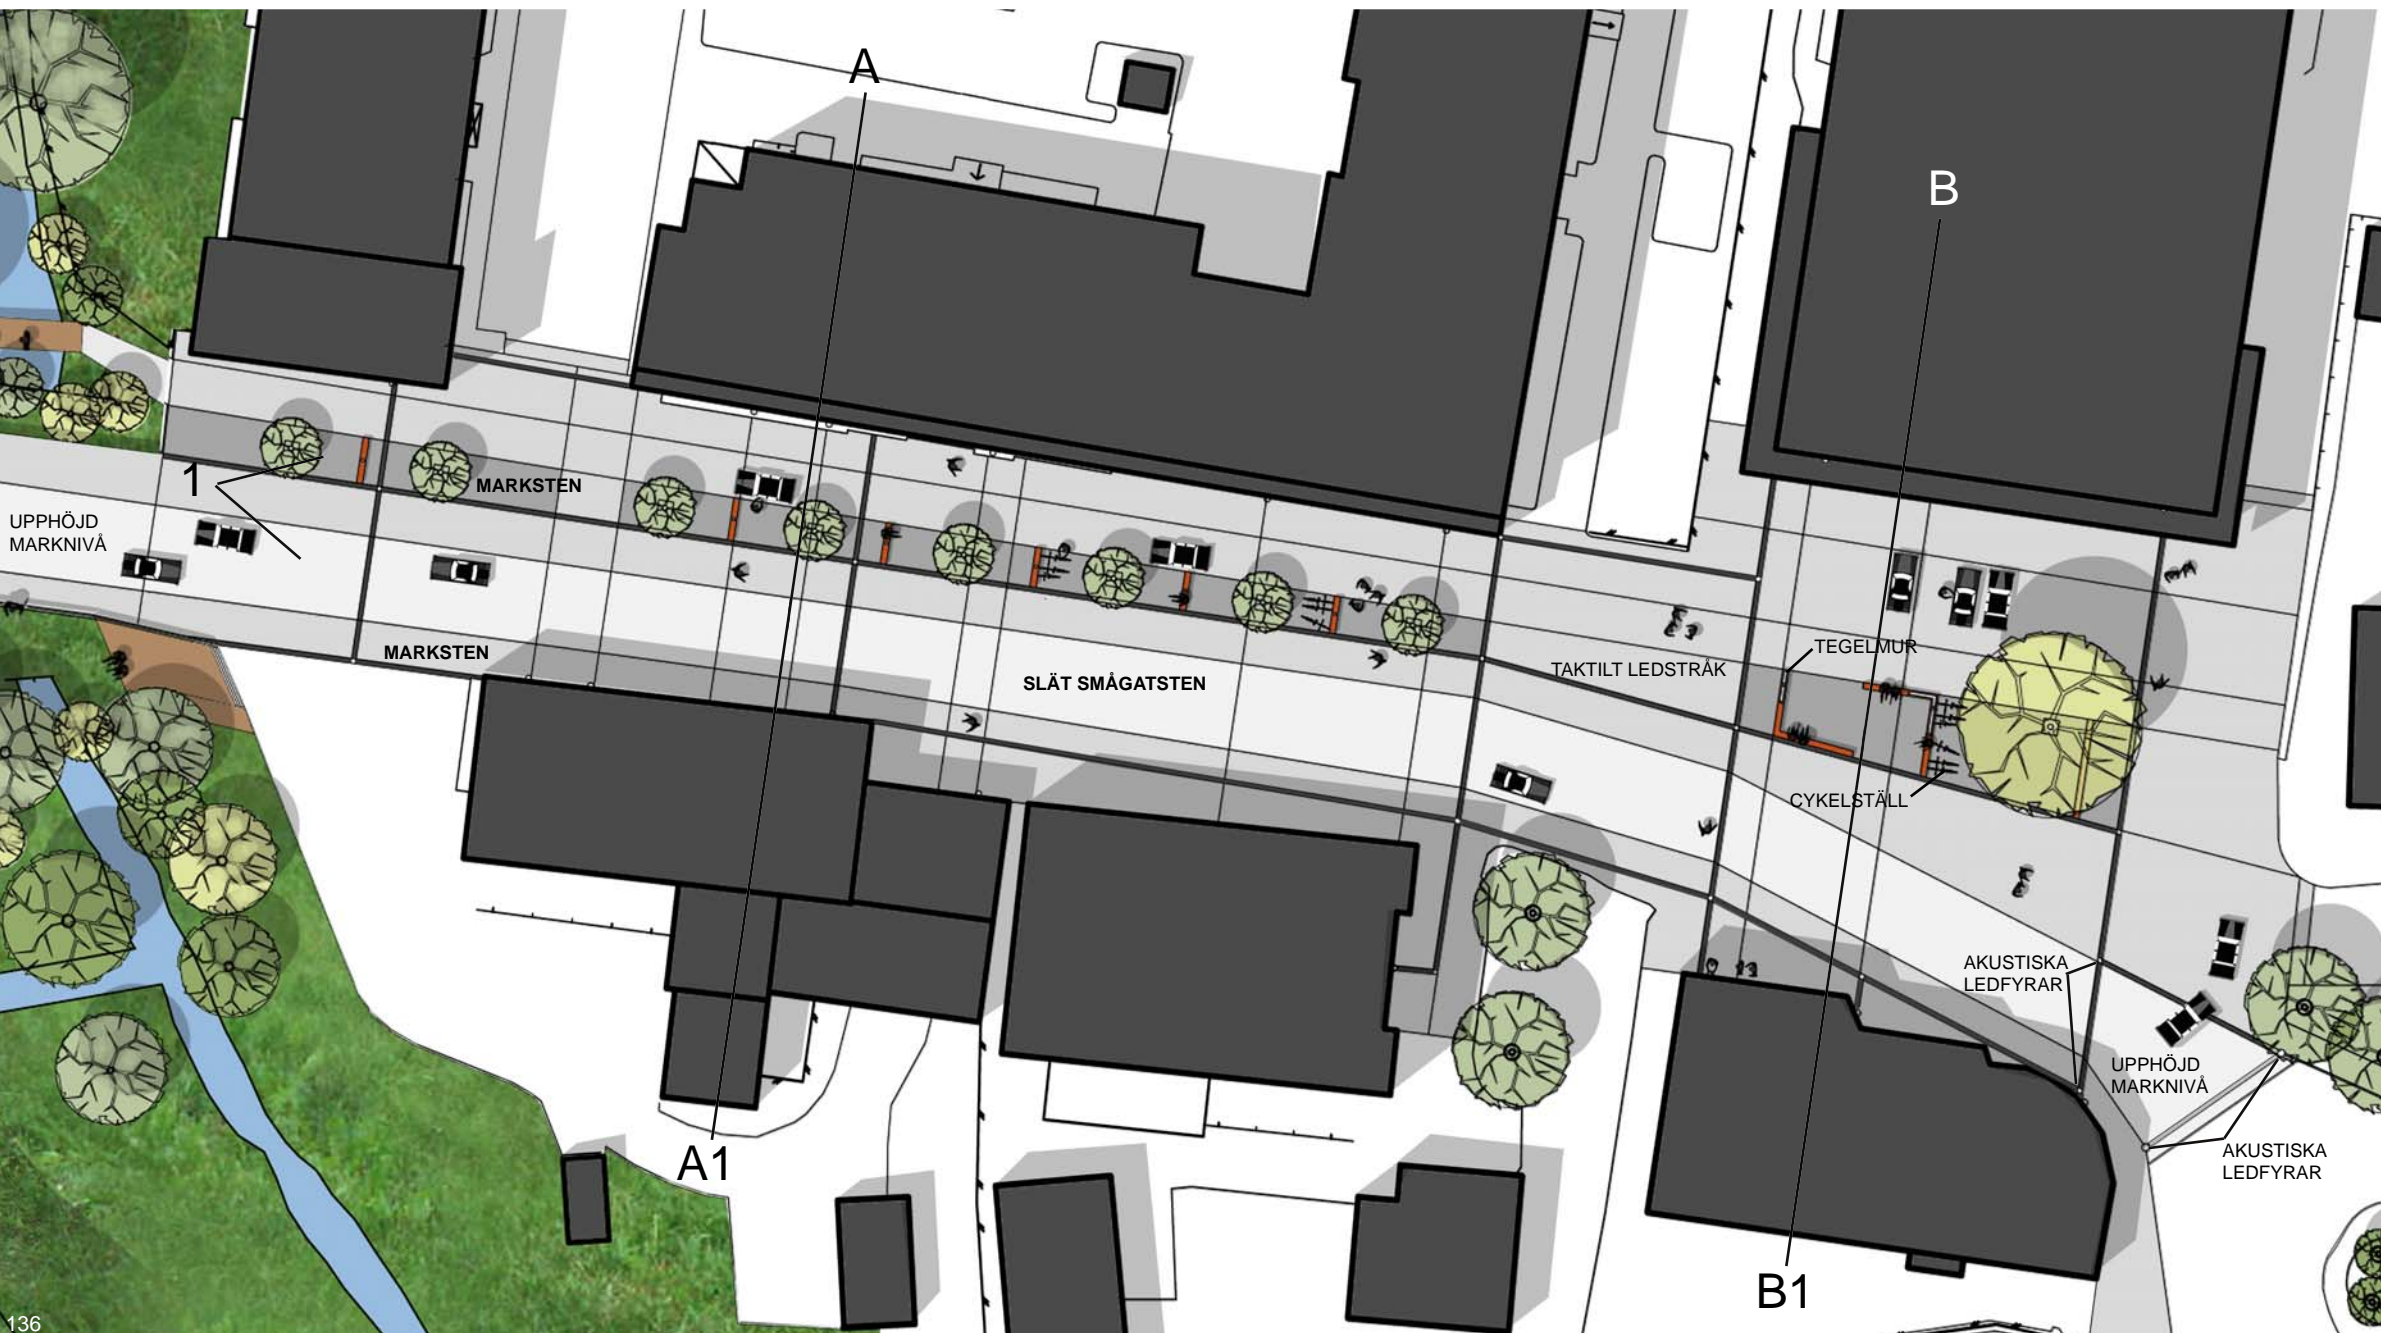 A
B
1
MARKSTEN
UPPHÖJD
MARKNIVÅ
MARKSTEN
SLÄT SMÅGATSTEN
TAKTILT LEDSTRÅK
TEGELMUR
CYKELSTÄLL
AKUSTISKA
LEDFYRAR
UPPHÖJD
MARKNIVÅ
AKUSTISKA
LEDFYRAR
A1
B1
136